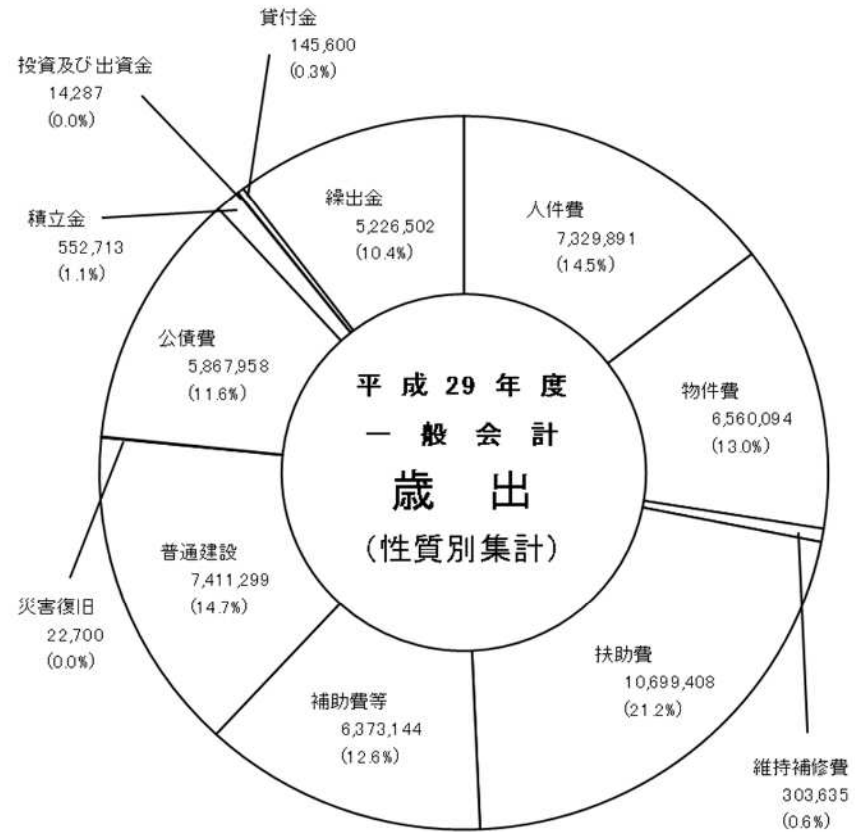 貸付金
145,600
(0.3%)
投資及び出資金
14,287
(0.0%)
積立金
552,713
(1.1%)
繰出金
5,226,502
(10.4%)
人件費
7,329,891
(14.5%)
公債費
5,867,958
(11.6%)
物件費
6,560,094
(13.0%)
平成29年度
一般会計
歳出
(性質別集計)
普通建設
7,411,299
(14.7%)
災害復旧
22,700
(0.0%)
補助費等
6,373,144
(12.6%)
扶助費
10,699,408
(21.2%)
維持補修費
303,635
(0.6%)